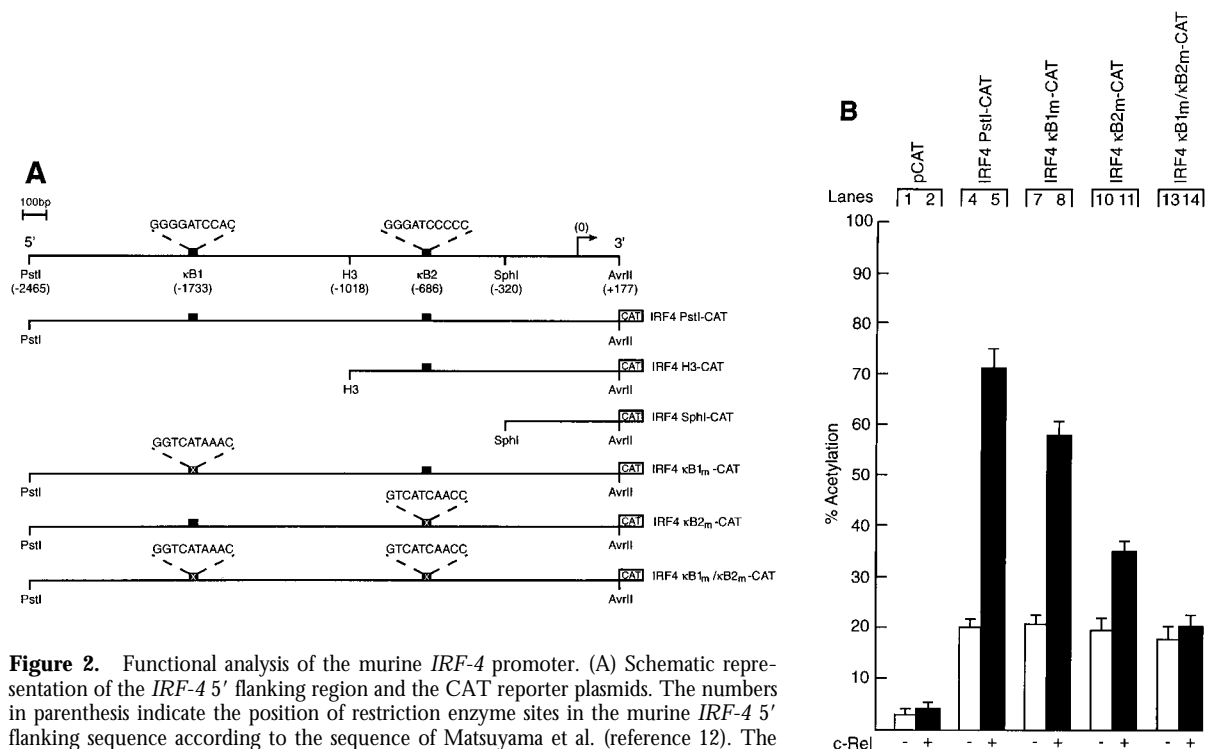 A
100bp
GGGGATCCAC
GGGATCCCCC
(0)
5'
3'
PstI κB1 H3 κB2 SphI AvrII
(-2465) (-1733) (-1018) (-686) (-320) (+177)
CAT IRF4 PstI-CAT
PstI AvrII
CAT IRF4 H3-CAT
H3 AvrII
CAT IRF4 SphI-CAT
SphI AvrII
GGTCATAAAC
CAT IRF4 κB1m-CAT
PstI AvrII
GTCATCAACC
CAT IRF4 κB2m-CAT
PstI AvrII
GGTCATAAAC GTCATCAACC
CAT IRF4 κB1m/κB2m-CAT
PstI AvrII
Figure 2. Functional analysis of the murine IRF-4 promoter. (A) Schematic repre-
sentation of the IRF-4 5' flanking region and the CAT reporter plasmids. The numbers
in parenthesis indicate the position of restriction enzyme sites in the murine IRF-4 5'
flanking sequence according to the sequence of Matsuyama et al. (reference 12). The
B
pCAT
IRF4 PstI-CAT
IRF4 κB1m-CAT
IRF4 κB2m-CAT
IRF4 κB1m/κB2m-CAT
Lanes 1 2 4 5 7 8 10 11 13 14
100
90
80
70
60
50
40
30
20
10
% Acetylation
c-Rel - + - + - + - + - +